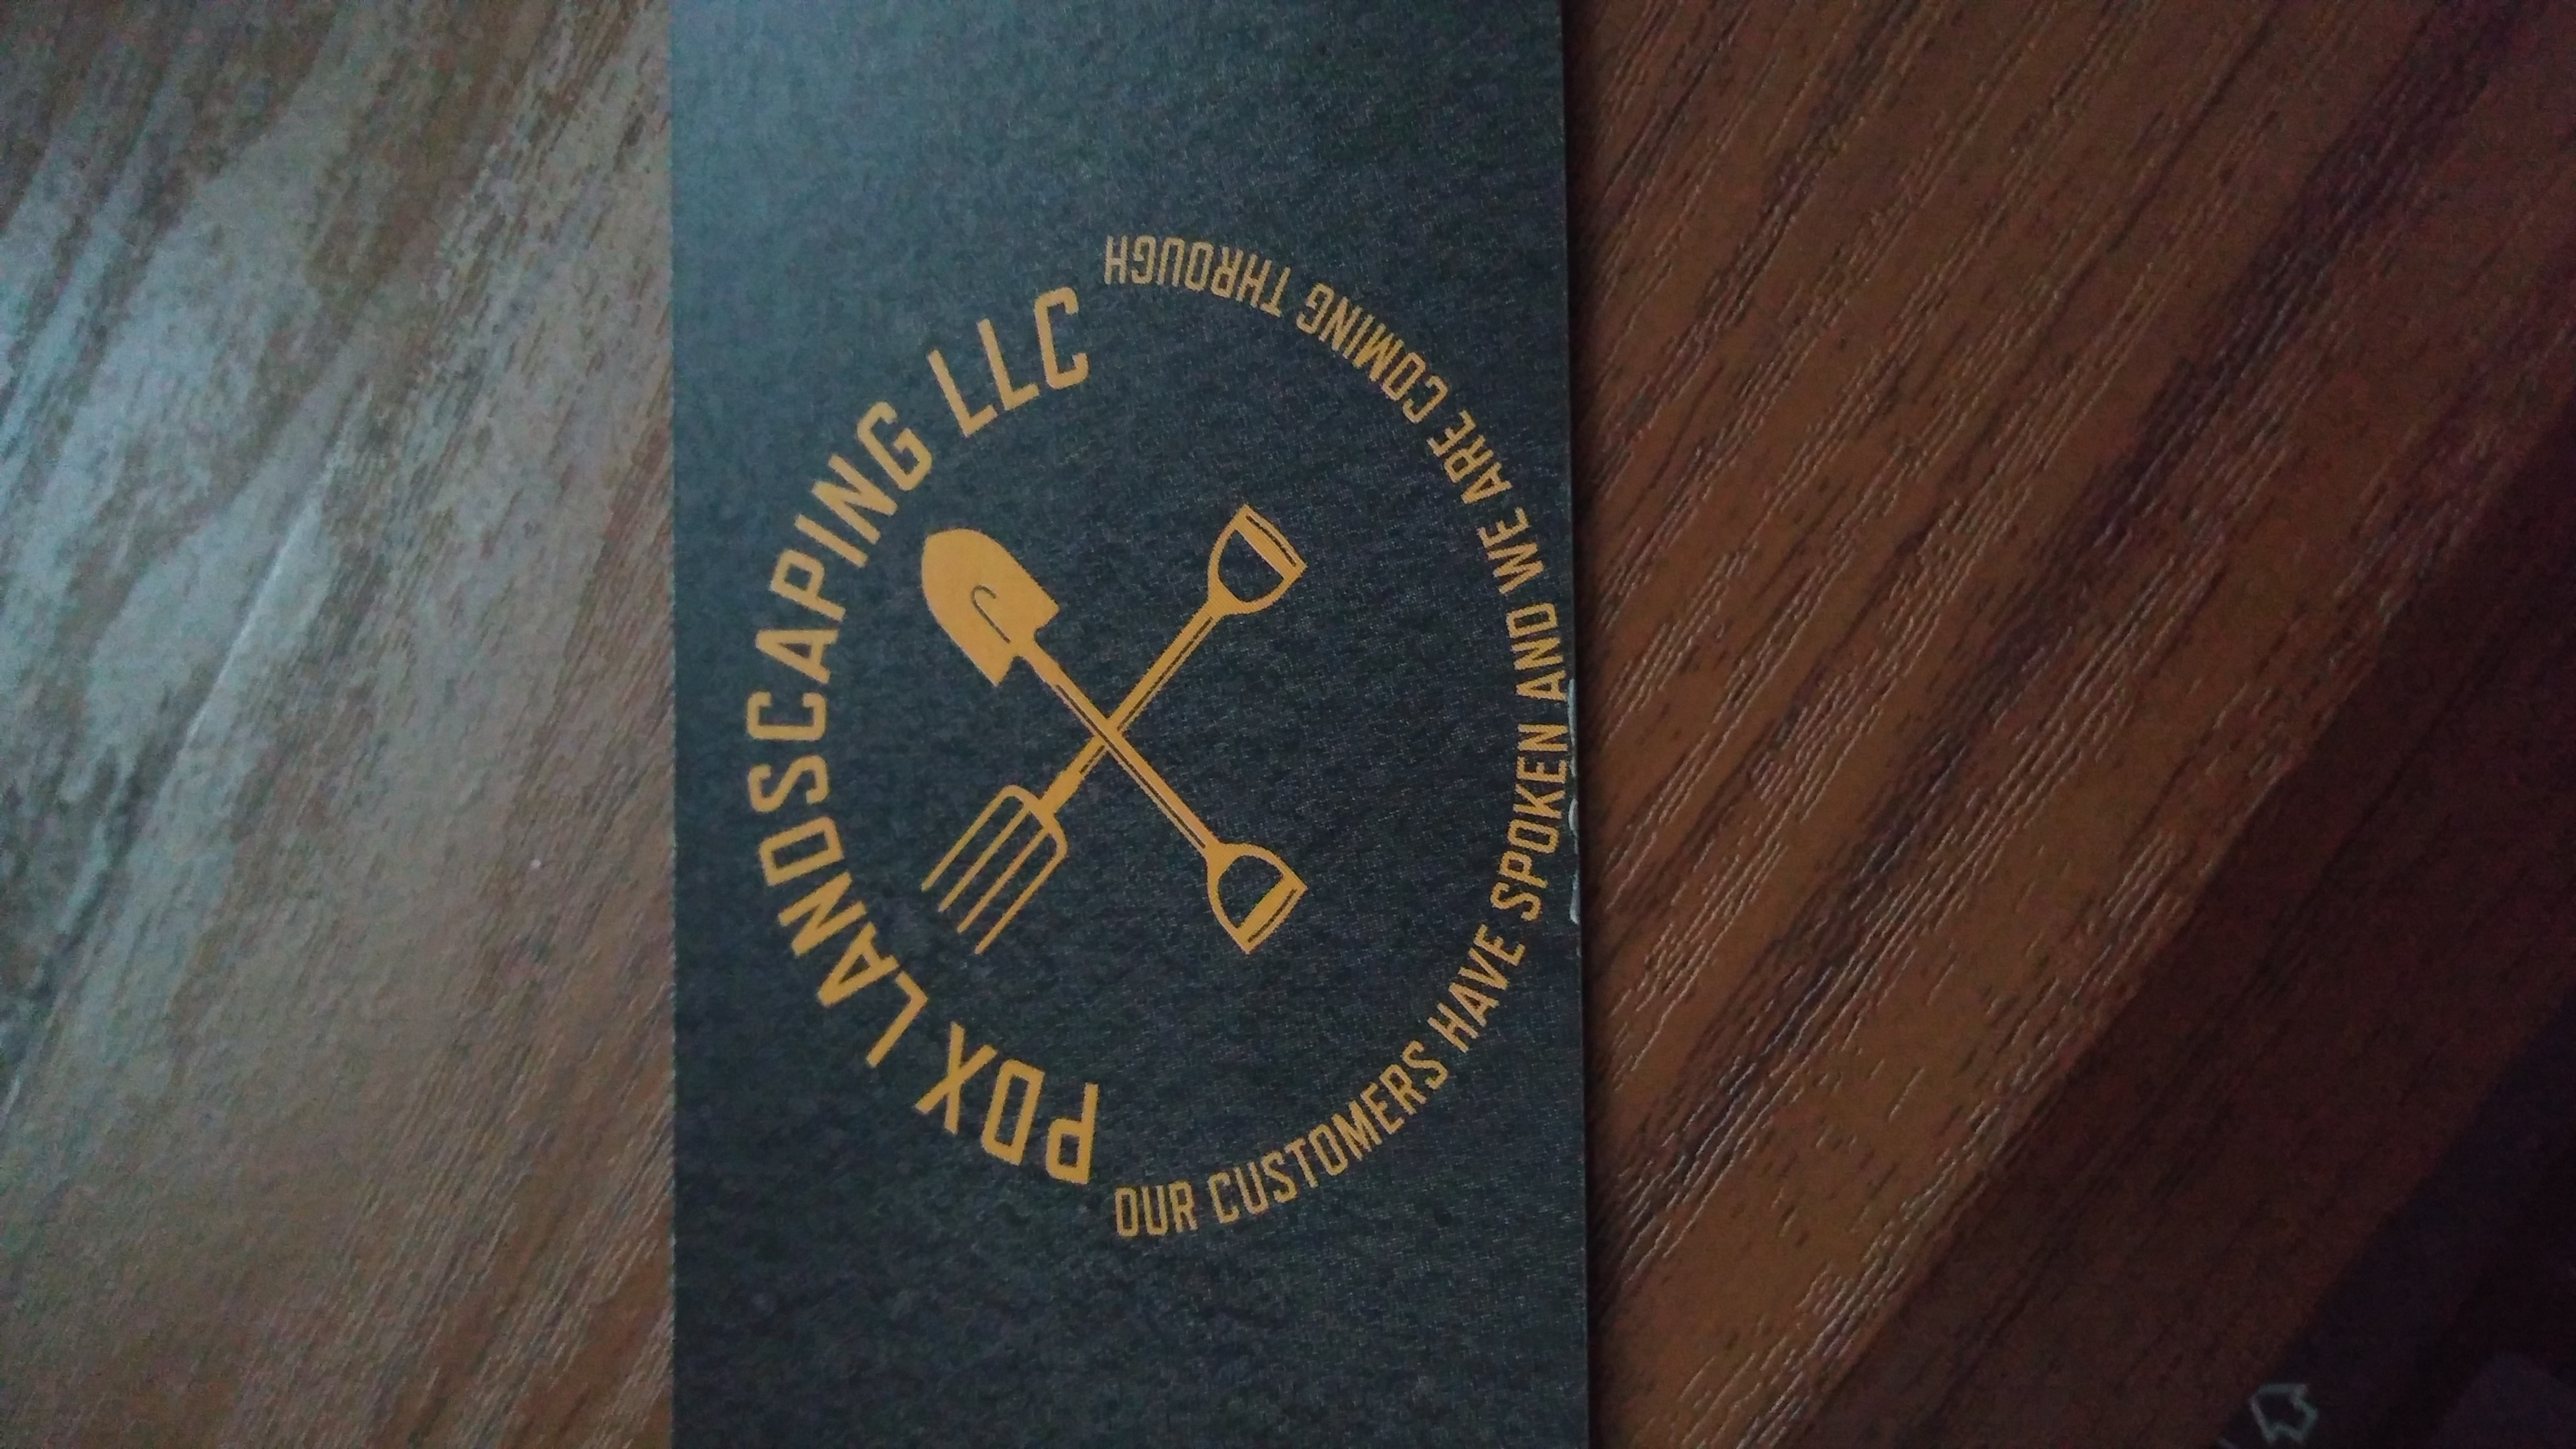 PDX LANDSCAPING LLC
OUR CUSTOMERS HAVE SPOKEN AND WE ARE COMING THROUGH